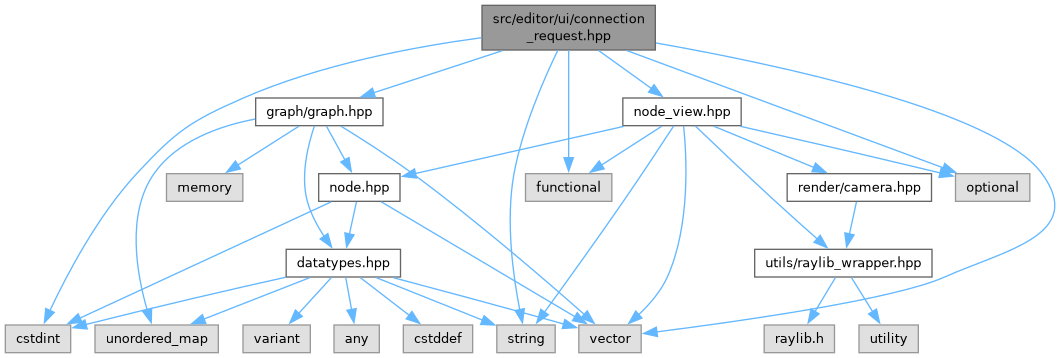 src/editor/ui/connection
_request.hpp
graph/graph.hpp
node_view.hpp
memory
node.hpp
functional
render/camera.hpp
optional
datatypes.hpp
utils/raylib_wrapper.hpp
cstdint
unordered_map
variant
any
cstddef
string
vector
raylib.h
utility